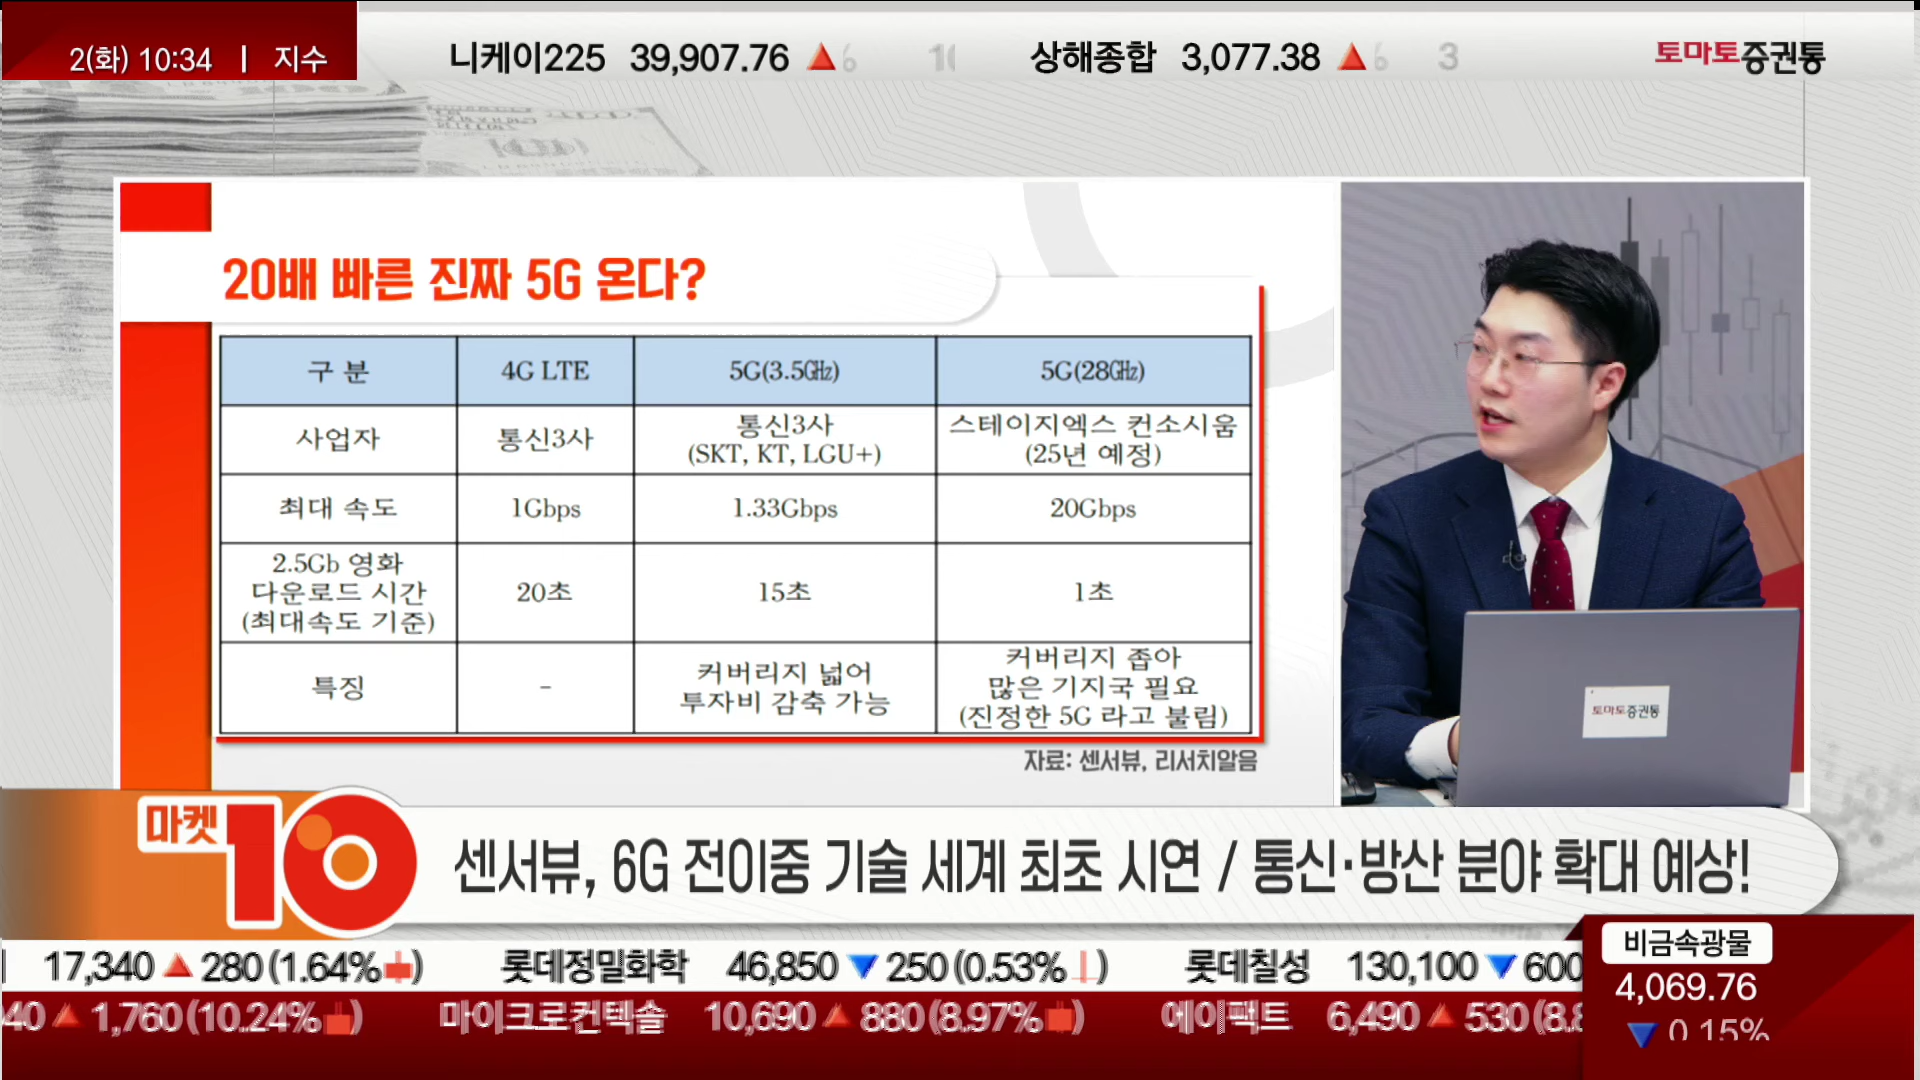 2(화) 10:34 | 지수
니케이225 39,907.76 ▲
상해종합 3,077.38 ▲
토마토증권통
20배 빠른 진짜 5G 온다?
구 분 4G LTE 5G(3.5㎓) 5G(28㎓)
사업자 통신3사 통신3사 (SKT, KT, LGU+) 스테이지엑스 컨소시움 (25년 예정)
최대 속도 1Gbps 1.33Gbps 20Gbps
2.5Gb 영화 다운로드 시간 (최대속도 기준) 20초 15초 1초
특징 - 커버리지 넓어 투자비 감축 가능 커버리지 좁아 많은 기지국 필요 (진정한 5G 라고 불림)
자료: 센서뷰, 리서치알음
토마토증권통
마켓10
센서뷰, 6G 전이중 기술 세계 최초 시연 / 통신·방산 분야 확대 예상!
17,340 ▲ 280 (1.64%) 롯데정밀화학 46,850 ▼ 250 (0.53%) 롯데칠성 130,100 ▼ 600
▲ 1,760 (10.24%) 마이크로컨텍솔 10,690 ▲ 880 (8.97%) 에이팩트 6,490 ▲ 530
비금속광물
4,069.76
▼ 0.15%